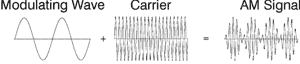 Modulating Wave Carrier AM Signal
+ =